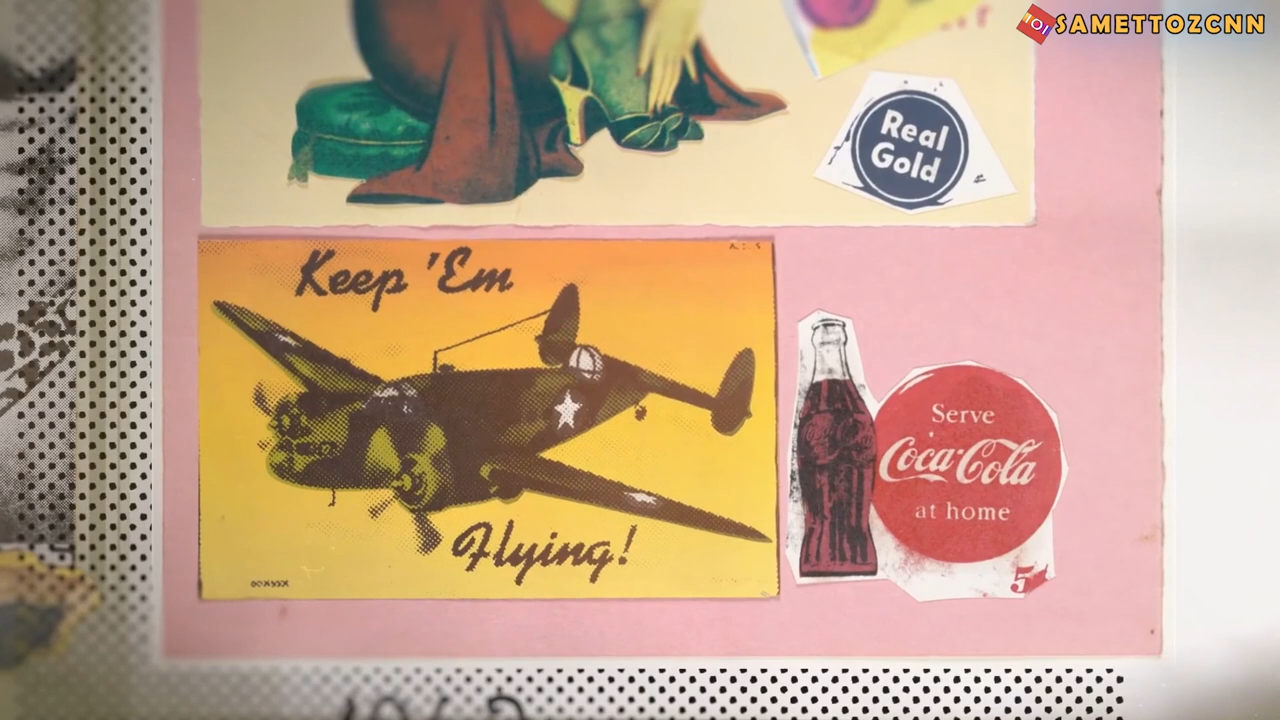 SAMETTOZCNN
Real
Gold
Keep 'Em
Flying!
Serve
Coca-Cola
at home
5